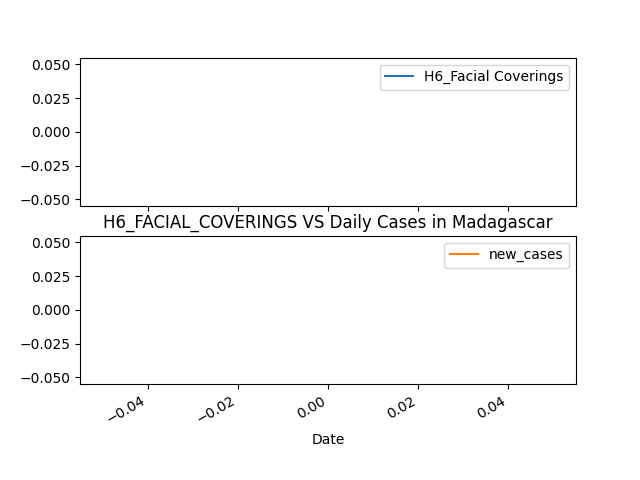 0.050
H6_Facial Coverings
0.025
0.000
−0.025
−0.050
H6_FACIAL_COVERINGS VS Daily Cases in Madagascar
0.050
new_cases
0.025
0.000
−0.025
−0.050
−0.04 −0.02 0.00 0.02 0.04
Date